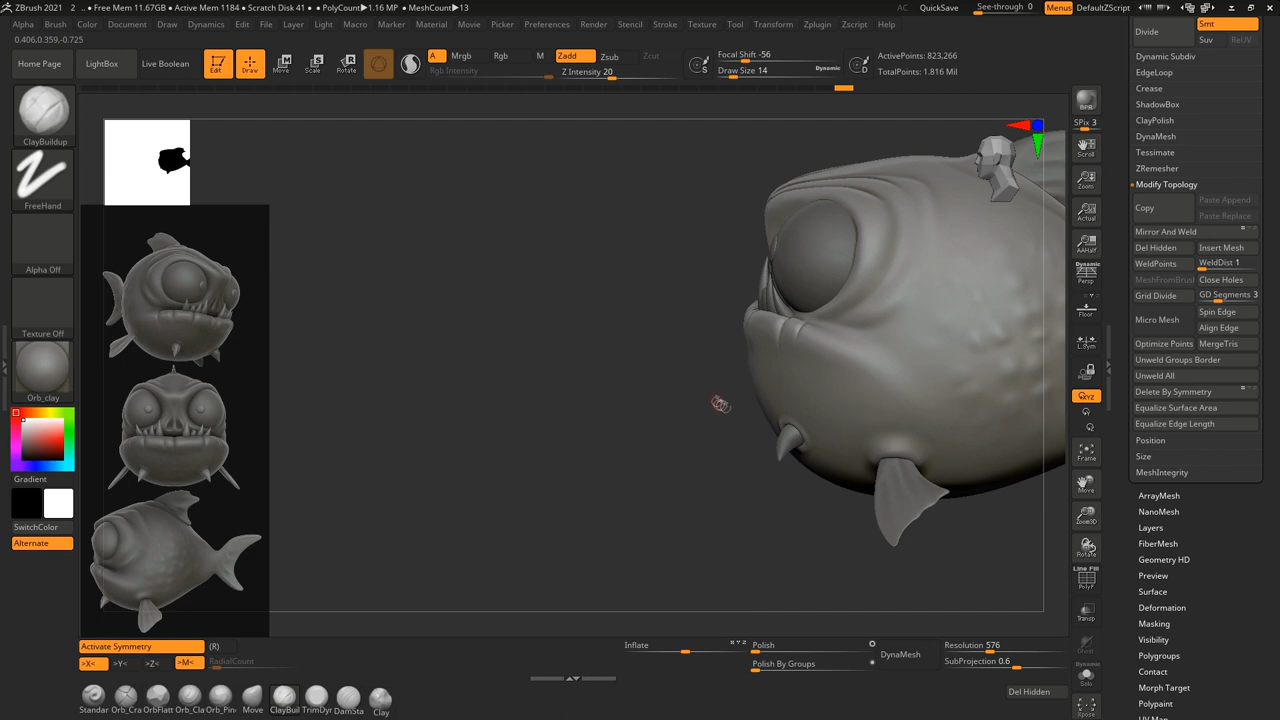 ZBrush 2021 2 .. • Free Mem 11.67GB • Active Mem 1184 • Scratch Disk 41 • PolyCount▶1.16 MP • MeshCount▶13 AC QuickSave See-through 0 Menus DefaultZScript
Alpha Brush Color Document Draw Dynamics Edit File Layer Light Macro Marker Material Movie Picker Preferences Render Stencil Stroke Texture Tool Transform Zplugin Zscript Help
0.406,0.359,-0.725
Home Page LightBox Live Boolean
Edit Draw Move Scale Rotate
A Mrgb Rgb M Zadd Zsub Zcut
Rgb Intensity Z Intensity 20
Focal Shift -56
Draw Size 14 Dynamic
S D
ActivePoints: 823,266
TotalPoints: 1.816 Mil
ClayBuildup
FreeHand
Alpha Off
Texture Off
Orb_clay
Gradient
SwitchColor
Alternate
BPR
SPix 3
Scroll
Zoom
Actual
AAHalf
Dynamic
Persp
Floor
L.Sym
XYZ
Frame
Move
Zoom3D
Rotate
Line Fill
PolyF
Transp
Ghost
Dynamic
Solo
Xpose
Divide Smt
Suv ReUV
Dynamic Subdiv
EdgeLoop
Crease
ShadowBox
ClayPolish
DynaMesh
Tessimate
ZRemesher
Modify Topology
Copy Paste Append
Paste Replace
Mirror And Weld
Del Hidden Insert Mesh
WeldPoints WeldDist 1
MeshFromBrush Close Holes
Grid Divide GD Segments 3
Micro Mesh Spin Edge
Align Edge
Optimize Points MergeTris
Unweld Groups Border
Unweld All
Delete By Symmetry
Equalize Surface Area
Equalize Edge Length
Position
Size
MeshIntegrity
ArrayMesh
NanoMesh
Layers
FiberMesh
Geometry HD
Preview
Surface
Deformation
Masking
Visibility
Polygroups
Contact
Morph Target
Polypaint
UV Map
Activate Symmetry (R)
>X< >Y< >Z< >M< RadialCount
Inflate Polish
Polish By Groups
DynaMesh
Resolution 576
SubProjection 0.6
Del Hidden
Standar Orb_Cra OrbFlatt Orb_Cla Orb_Pin Move ClayBuil TrimDyr DamSta Clay